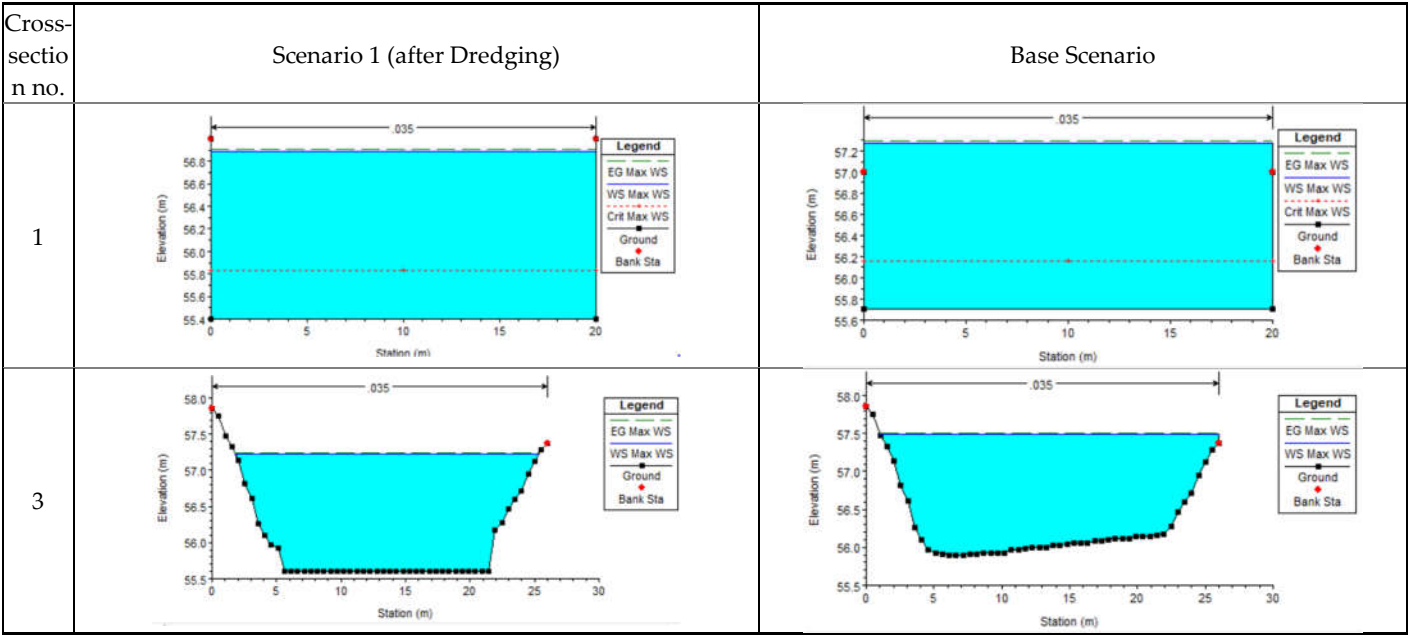 Cross-
sectio
n no.
Scenario 1 (after Dredging)
Base Scenario
1
.035
Elevation (m)
56.8
56.6
56.4
56.2
56.0
55.8
55.6
55.4
0 5 10 15 20
Station (m)
Legend
EG Max WS
WS Max WS
Crit Max WS
Ground
Bank Sta
.035
Elevation (m)
57.2
57.0
56.8
56.6
56.4
56.2
56.0
55.8
55.6
0 5 10 15 20
Station (m)
Legend
EG Max WS
WS Max WS
Crit Max WS
Ground
Bank Sta
3
.035
Elevation (m)
58.0
57.5
57.0
56.5
56.0
55.5
0 5 10 15 20 25 30
Station (m)
Legend
EG Max WS
WS Max WS
Ground
Bank Sta
.035
Elevation (m)
58.0
57.5
57.0
56.5
56.0
55.5
0 5 10 15 20 25 30
Station (m)
Legend
EG Max WS
WS Max WS
Ground
Bank Sta